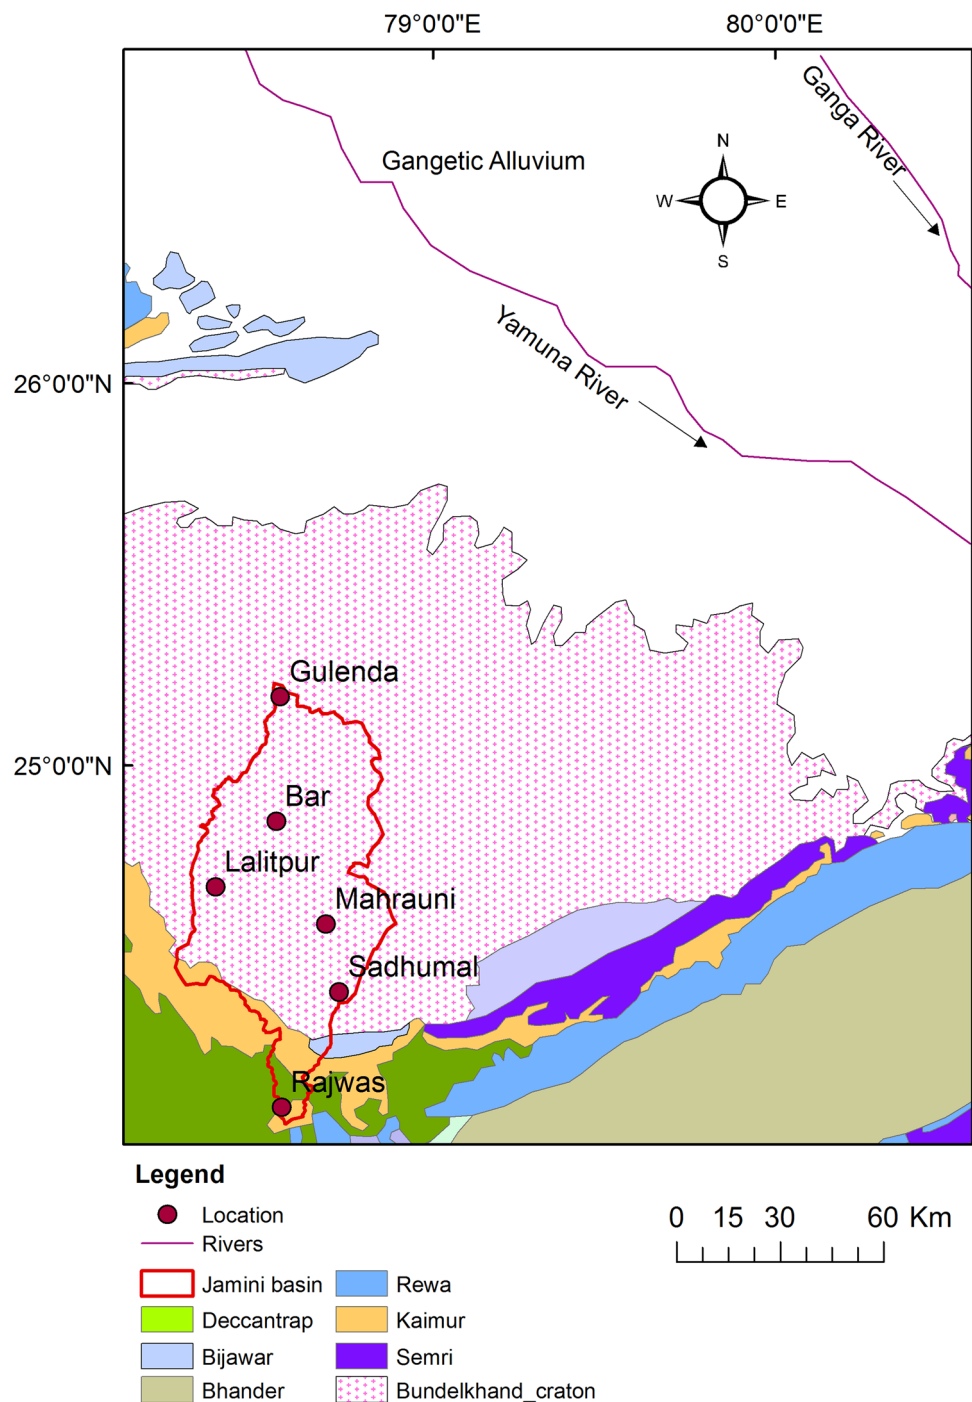 79°0'0"E 80°0'0"E
Ganga River
Gangetic Alluvium
N
W E
S
Yamuna River
26°0'0"N
Gulenda
25°0'0"N
Bar
Lalitpur
Mahrauni
Sadhumal
Rajwas
Legend
Location
Rivers
0 15 30 60 Km
Jamini basin Rewa
Deccantrap Kaimur
Bijawar Semri
Bhander Bundelkhand_craton